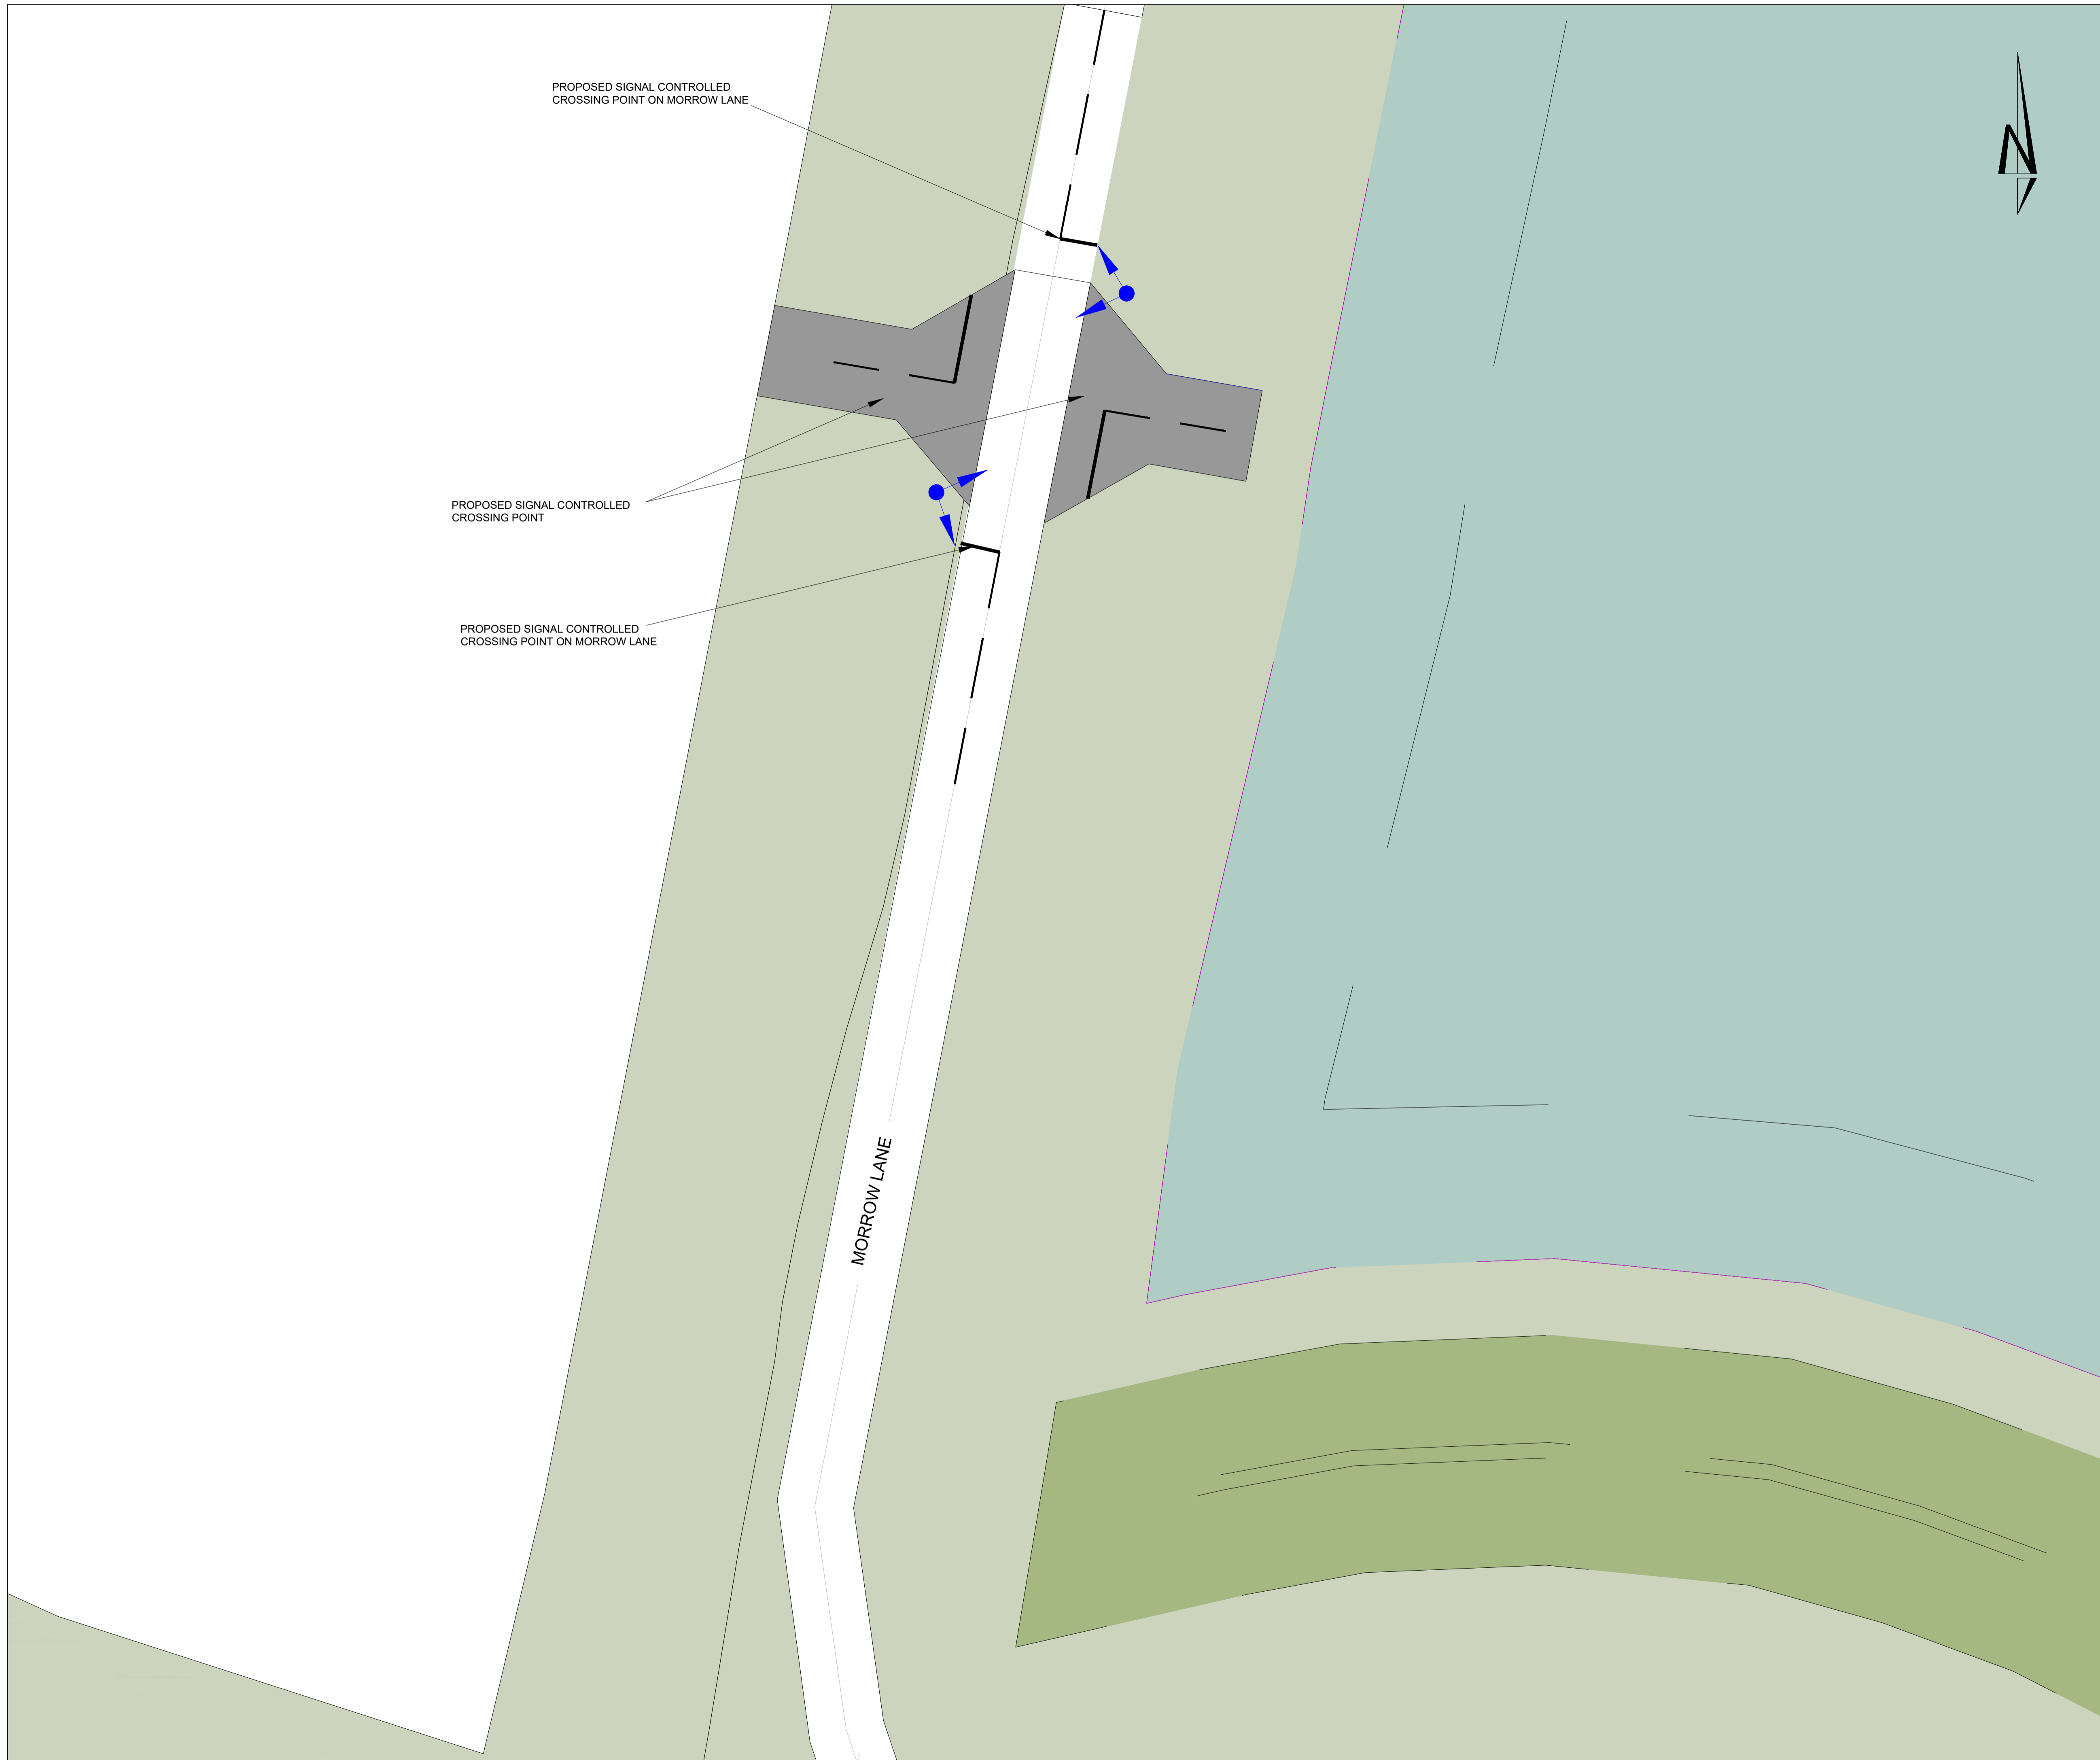 PROPOSED SIGNAL CONTROLLED
CROSSING POINT ON MORROW LANE
N
PROPOSED SIGNAL CONTROLLED
CROSSING POINT
PROPOSED SIGNAL CONTROLLED
CROSSING POINT ON MORROW LANE
MORROW LANE